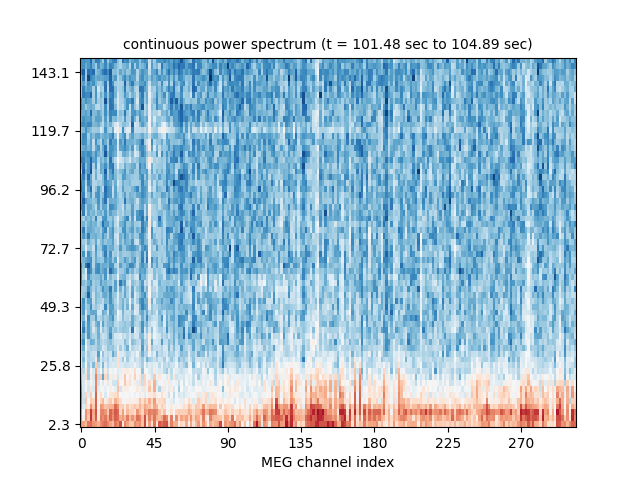 continuous power spectrum (t = 101.48 sec to 104.89 sec)
143.1
119.7
96.2
72.7
49.3
25.8
2.3
0 45 90 135 180 225 270
MEG channel index